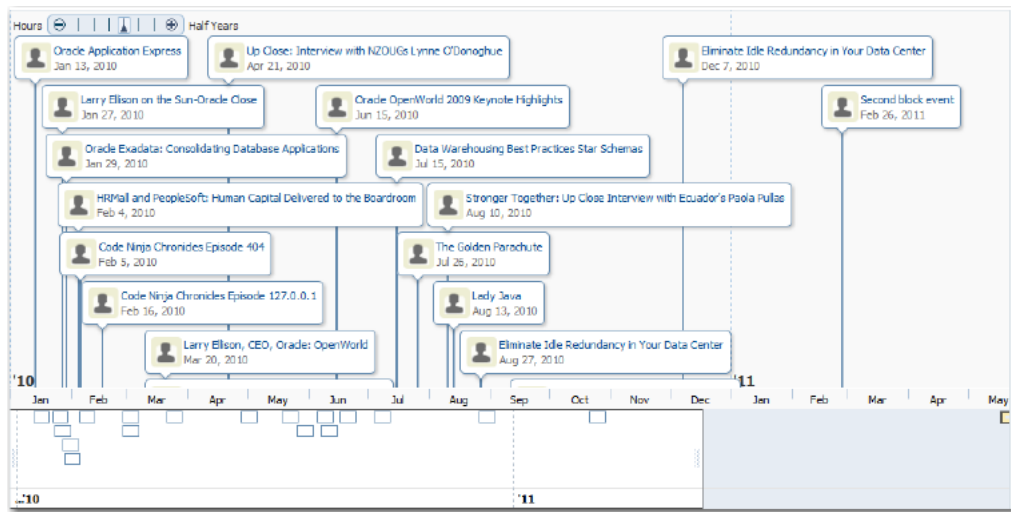 Hours
Half Years
Oracle Application Express
Jan 13, 2010
Up Close: Interview with NZOUGs Lynne O'Donoghue
Apr 21, 2010
Eliminate Idle Redundancy in Your Data Center
Dec 7, 2010
Larry Ellison on the Sun-Oracle Close
Jan 27, 2010
Oracle OpenWorld 2009 Keynote Highlights
Jun 15, 2010
Second block event
Feb 26, 2011
Oracle Exadata: Consolidating Database Applications
Jan 29, 2010
Data Warehousing Best Practices Star Schemas
Jul 15, 2010
HRMall and PeopleSoft: Human Capital Delivered to the Boardroom
Feb 4, 2010
Stronger Together: Up Close Interview with Ecuador's Paola Pullas
Aug 10, 2010
Code Ninja Chronicles Episode 404
Feb 5, 2010
The Golden Parachute
Jul 26, 2010
Code Ninja Chronicles Episode 127.0.0.1
Feb 16, 2010
Lady Java
Aug 13, 2010
Larry Ellison, CEO, Oracle: OpenWorld
Mar 20, 2010
Eliminate Idle Redundancy in Your Data Center
Aug 27, 2010
'10
'11
Jan Feb Mar Apr May Jun Jul Aug Sep Oct Nov Dec Jan Feb Mar Apr May
...'10
'11